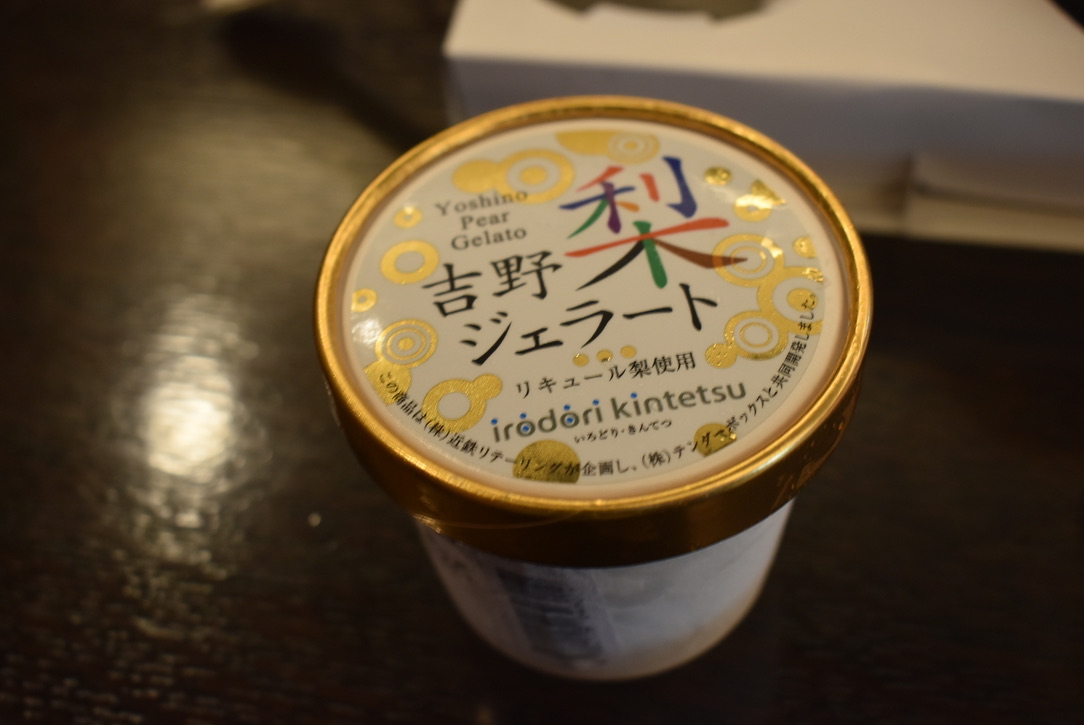 Yoshino
Pear
Gelato
梨
吉野
ジェラート
リキュール梨使用
irodori kintetsu
いろどり・きんてつ
この商品は(株)近鉄リテーリングが企画し、(株)テンダーボックスと共同開発しました。